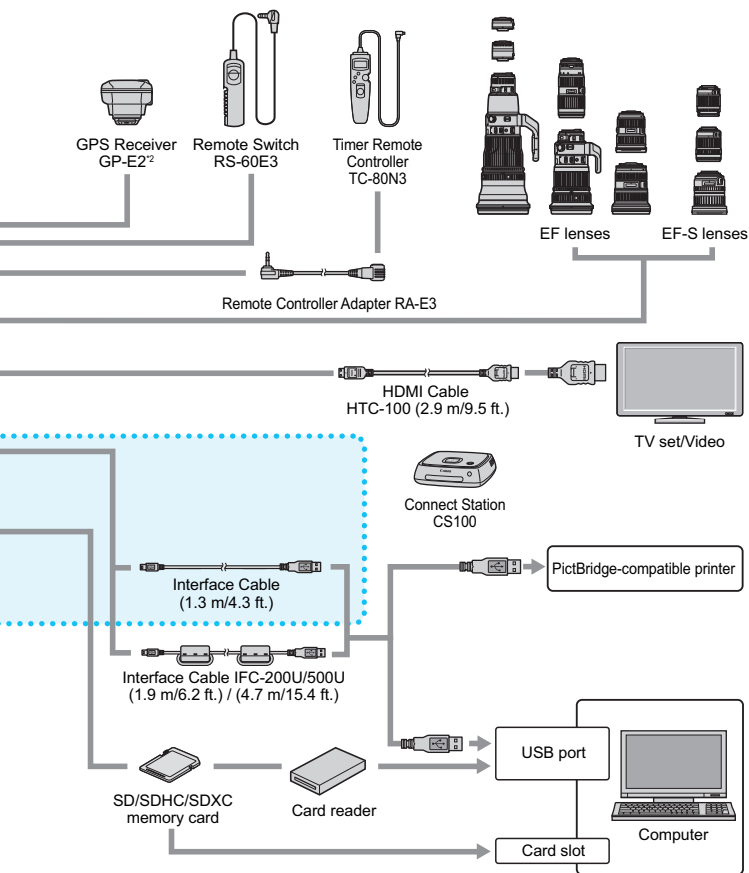 GPS Receiver
GP-E2*2
Remote Switch
RS-60E3
Timer Remote
Controller
TC-80N3
EF lenses
EF-S lenses
Remote Controller Adapter RA-E3
HDMI Cable
HTC-100 (2.9 m/9.5 ft.)
TV set/Video
Canon
Connect Station
CS100
Interface Cable
(1.3 m/4.3 ft.)
PictBridge-compatible printer
Interface Cable IFC-200U/500U
(1.9 m/6.2 ft.) / (4.7 m/15.4 ft.)
USB port
SD/SDHC/SDXC
memory card
Card reader
Computer
Card slot